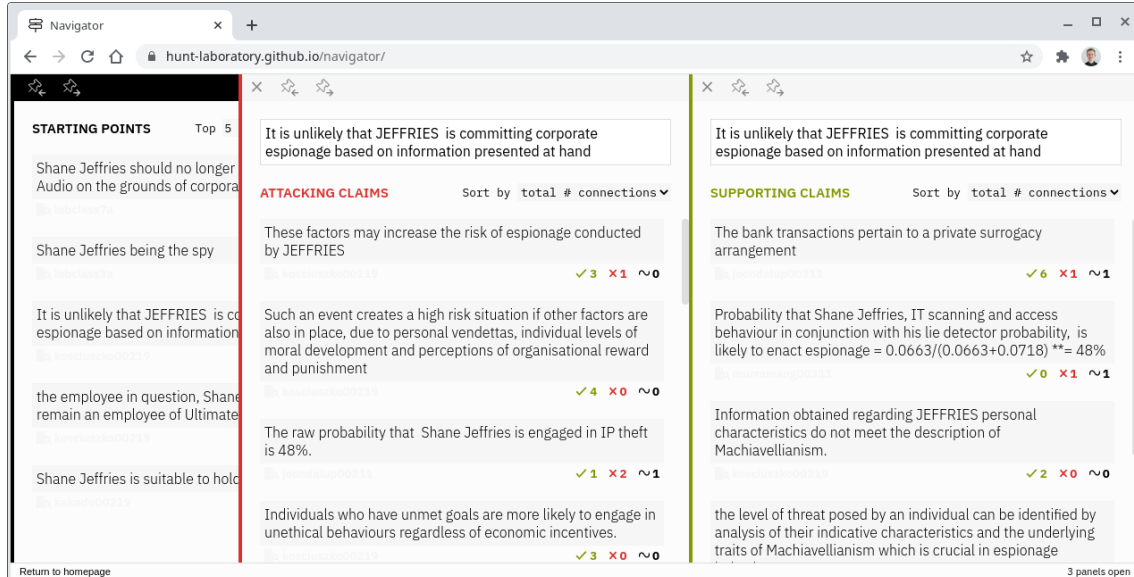 Navigator
hunt-laboratory.github.io/navigator/
STARTING POINTS Top 5
Shane Jeffries should no longer
Audio on the grounds of corpora
Shane Jeffries being the spy
It is unlikely that JEFFRIES is co
espionage based on information
the employee in question, Shane
remain an employee of Ultimate
Shane Jeffries is suitable to hold
It is unlikely that JEFFRIES is committing corporate
espionage based on information presented at hand
ATTACKING CLAIMS Sort by total # connections
These factors may increase the risk of espionage conducted
by JEFFRIES
✓3 ✕1 ~0
Such an event creates a high risk situation if other factors are
also in place, due to personal vendettas, individual levels of
moral development and perceptions of organisational reward
and punishment
✓4 ✕0 ~0
The raw probability that Shane Jeffries is engaged in IP theft
is 48%.
✓1 ✕2 ~1
Individuals who have unmet goals are more likely to engage in
unethical behaviours regardless of economic incentives.
✓3 ✕0 ~0
It is unlikely that JEFFRIES is committing corporate
espionage based on information presented at hand
SUPPORTING CLAIMS Sort by total # connections
The bank transactions pertain to a private surrogacy
arrangement
✓6 ✕1 ~1
Probability that Shane Jeffries, IT scanning and access
behaviour in conjunction with his lie detector probability, is
likely to enact espionage = 0.0663/(0.0663+0.0718) **= 48%
✓0 ✕1 ~1
Information obtained regarding JEFFRIES personal
characteristics do not meet the description of
Machiavellianism.
✓2 ✕0 ~0
the level of threat posed by an individual can be identified by
analysis of their indicative characteristics and the underlying
traits of Machiavellianism which is crucial in espionage
Return to homepage
3 panels open